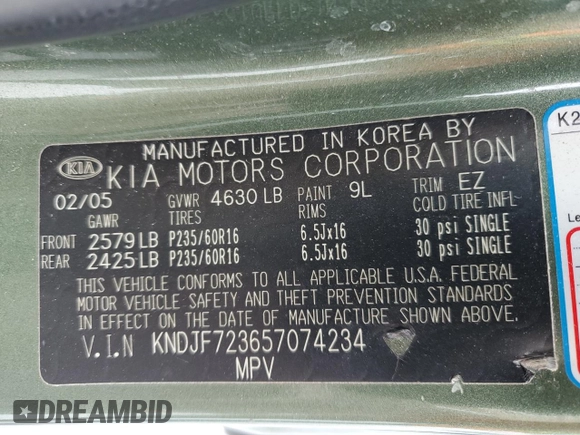 MANUFACTURED IN KOREA BY
KIA KIA MOTORS CORPORATION
02/05 GVWR 4630 LB PAINT 9L TRIM EZ
GAWR TIRES RIMS COLD TIRE INFL
FRONT 2579 LB P235/60R16 6.5Jx16 30 psi SINGLE
REAR 2425 LB P235/60R16 6.5Jx16 30 psi SINGLE
THIS VEHICLE CONFORMS TO ALL APPLICABLE U.S.A. FEDERAL
MOTOR VEHICLE SAFETY AND THEFT PREVENTION STANDARDS
IN EFFECT ON THE DATE OF MANUFACTURE SHOWN ABOVE.
V.I.N KNDJF723657074234
MPV
K2
Le
DREAMBID